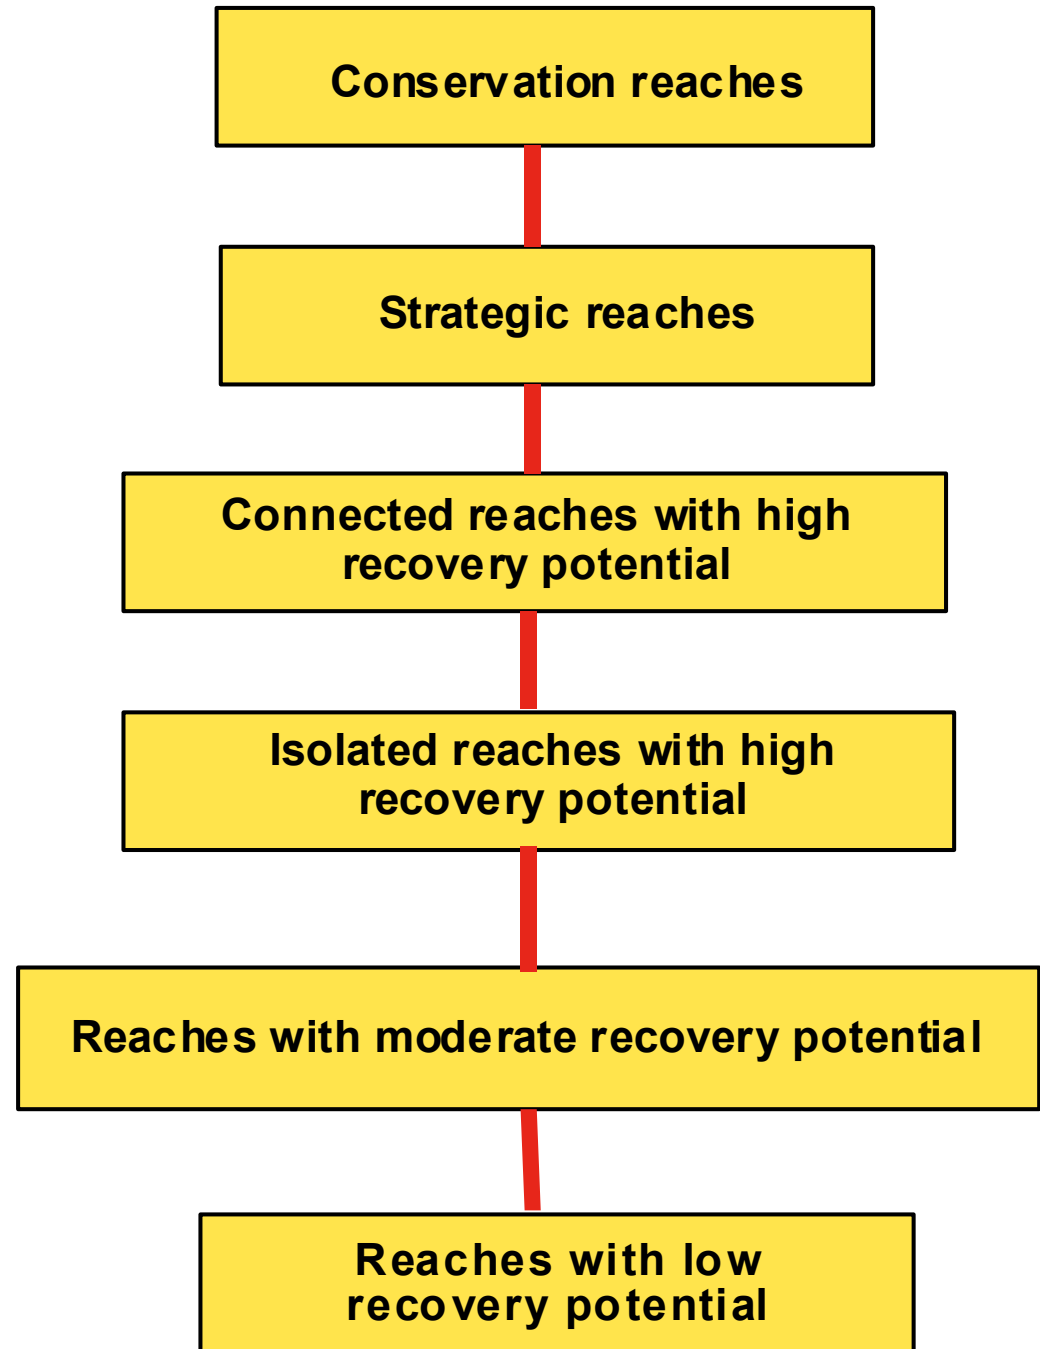 Conservation reaches
Strategic reaches
Connected reaches with high
recovery potential
Isolated reaches with high
recovery potential
Reaches with moderate recovery potential
Reaches with low
recovery potential